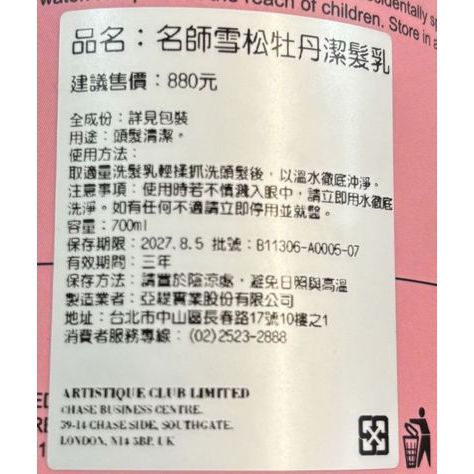 water
the reach of children. Store in a
品名：名師雪松牡丹潔髮乳
建議售價：880元
全成份：詳見包裝
用途：頭髮清潔。
使用方法：
取適量洗髮乳輕揉抓洗頭髮後，以溫水徹底沖淨。
注意事項：使用時若不慎濺入眼中，請立即用水徹底
洗淨。如有任何不適請立即停用並就醫。
容量：700ml
保存期限：2027.8.5 批號：B11306-A0005-07
有效期間：三年
保存方法：請置於陰涼處，避免日照與高溫
製造業者：亞緹實業股份有限公司
地址：台北市中山區長春路17號10樓之1
消費者服務專線：(02)2523-2888
ARTISTIQUE CLUB LIMITED
CHASE BUSINESS CENTRE.
39-14 CHASE SIDE, SOUTHGATE.
LONDON, N14 5BP. UK